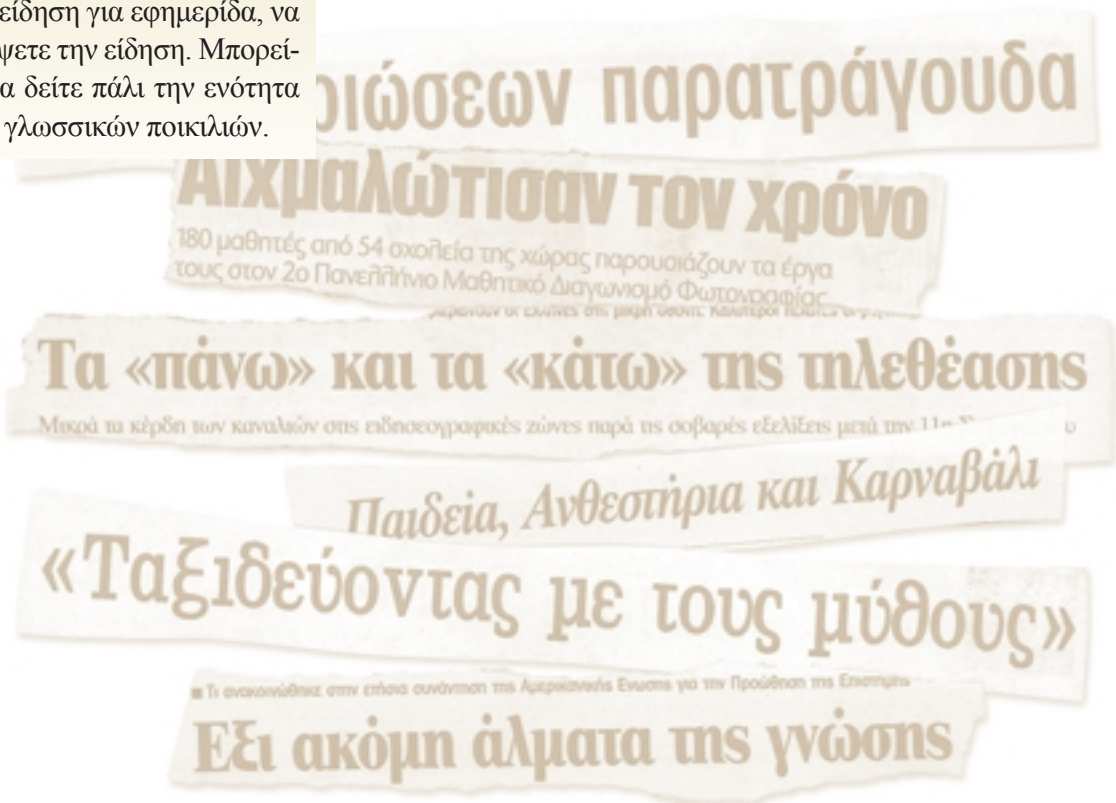 είδηση για εφημερίδα, να
ψετε την είδηση. Μπορεί-
α δείτε πάλι την ενότητα
γλωσσικών ποικιλιών.
ριώσεων παρατράγουδα
Αιχμαλώτισαν τον χρόνο
180 μαθητές από 54 σχολεία της χώρας παρουσιάζουν τα έργα
τους στον 2ο Πανελλήνιο Μαθητικό Διαγωνισμό Φωτογραφίας
Τα «πάνω» και τα «κάτω» της τηλεθέασης
Μικρά τα κέρδη των καναλιών στις ειδησεογραφικές ζώνες παρά τις σοβαρές εξελίξεις μετά την 11η
Παιδεία, Ανθεστήρια και Καρναβάλι
«Ταξιδεύοντας με τους μύθους»
■ Τι ανακοινώθηκε στην ετήσια συνάντηση της Αμερικανικής Ενωσης για την Προώθηση της Επιστήμης
Εξι ακόμη άλματα της γνώσης